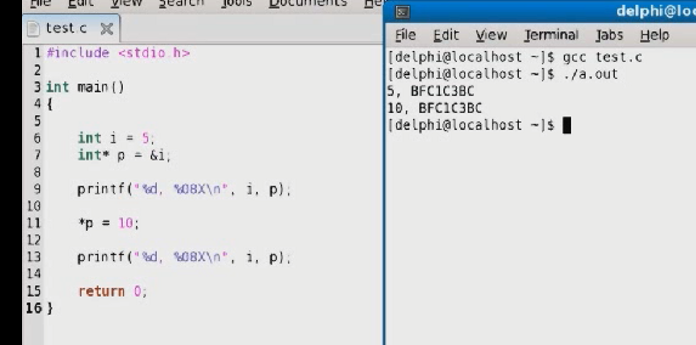 File Edit View Search Tools Documents
test.c
1 #include <stdio.h>
2
3 int main()
4 {
5
6 int i = 5;
7 int* p = &i;
8
9 printf("%d, %08X\n", i, p);
10
11 *p = 10;
12
13 printf("%d, %08X\n", i, p);
14
15 return 0;
16 }
delphi@loc
File Edit View Terminal Tabs Help
[delphi@localhost ~]$ gcc test.c
[delphi@localhost ~]$ ./a.out
5, BFC1C3BC
10, BFC1C3BC
[delphi@localhost ~]$